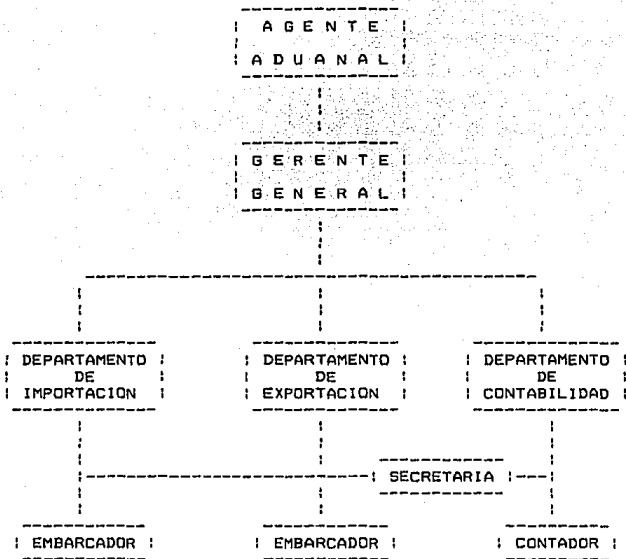 AGENTE
ADUANAL
GERENTE
GENERAL
DEPARTAMENTO
DE
IMPORTACION
DEPARTAMENTO
DE
EXPORTACION
DEPARTAMENTO
DE
CONTABILIDAD
SECRETARIA
EMBARCADOR
EMBARCADOR
CONTADOR